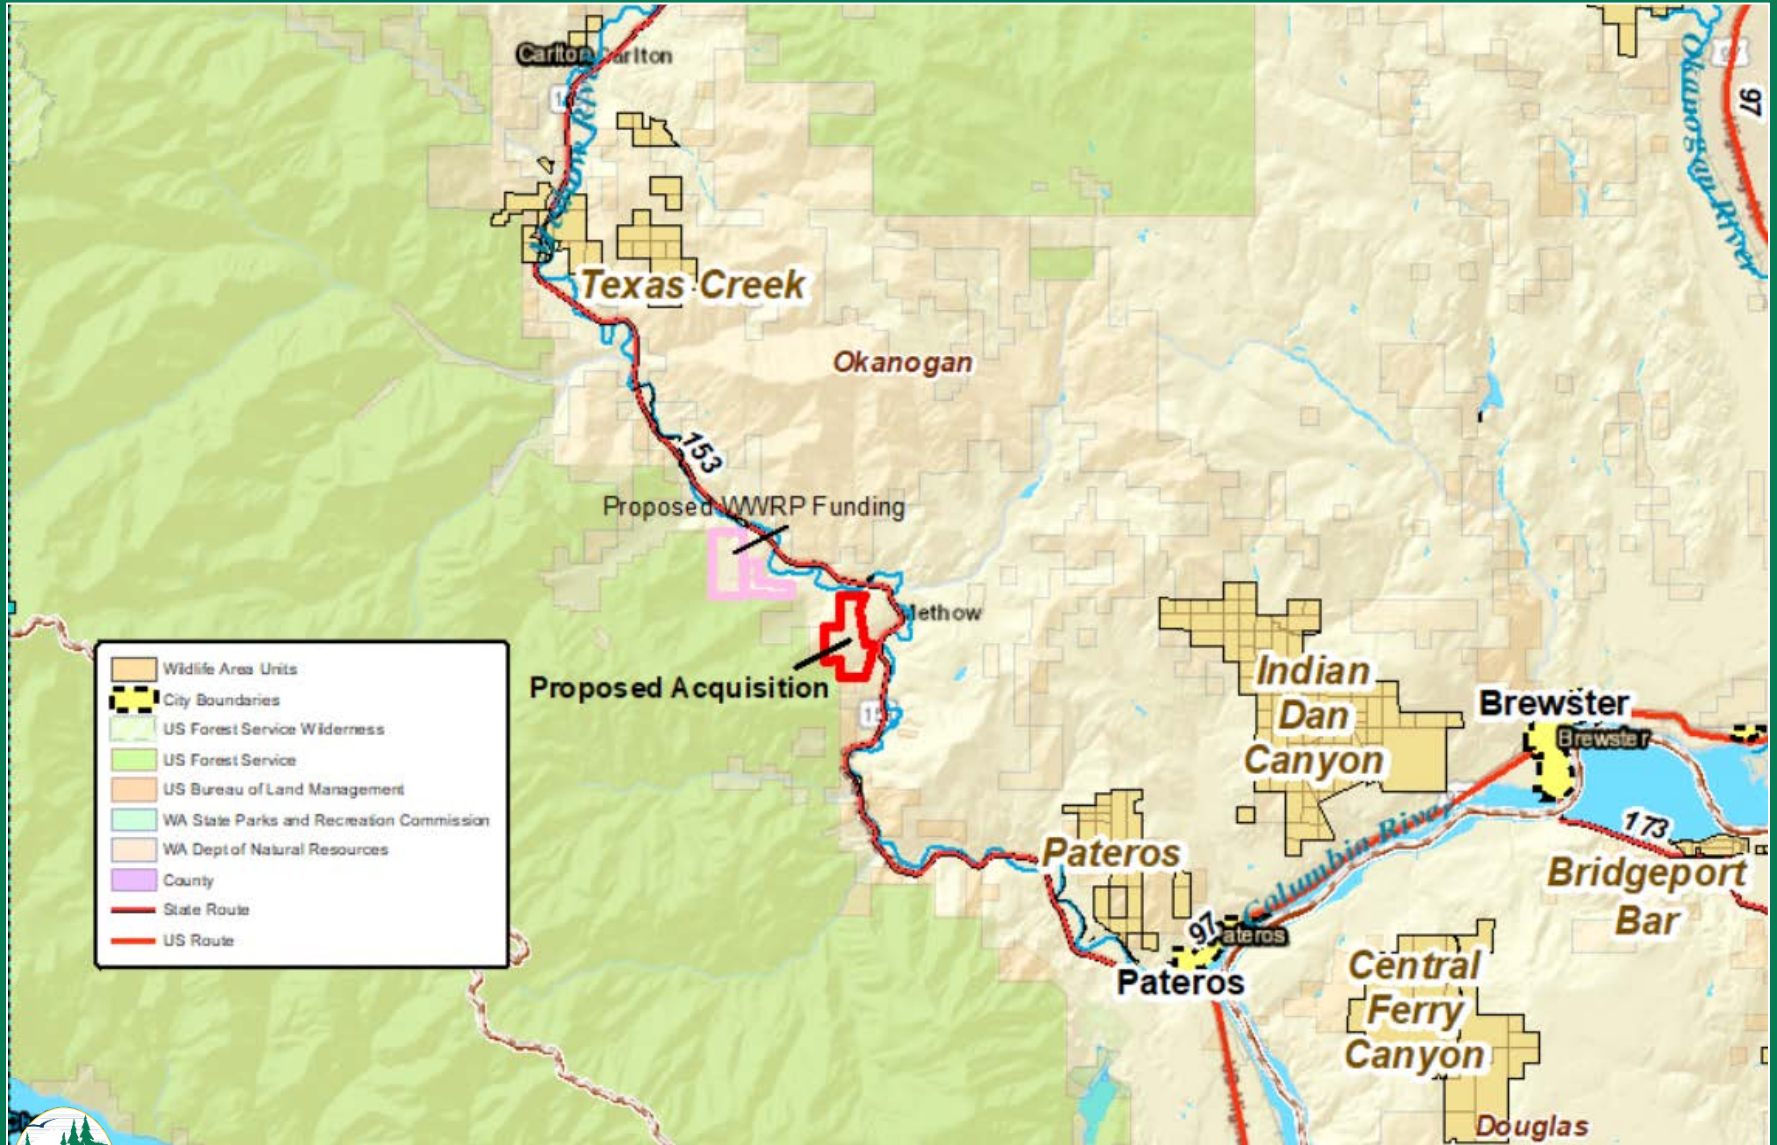 Carlton
Carlton
Okanogan River
97
Texas Creek
Okanogan
153
Proposed WWRP Funding
Methow
Proposed Acquisition
Indian
Dan
Canyon
Brewster
Brewster
Wildlife Area Units
City Boundaries
US Forest Service Wilderness
US Forest Service
US Bureau of Land Management
WA State Parks and Recreation Commission
WA Dept of Natural Resources
County
State Route
US Route
Columbia River
173
Pateros
Bridgeport
Bar
97
Pateros
Pateros
Central
Ferry
Canyon
Douglas